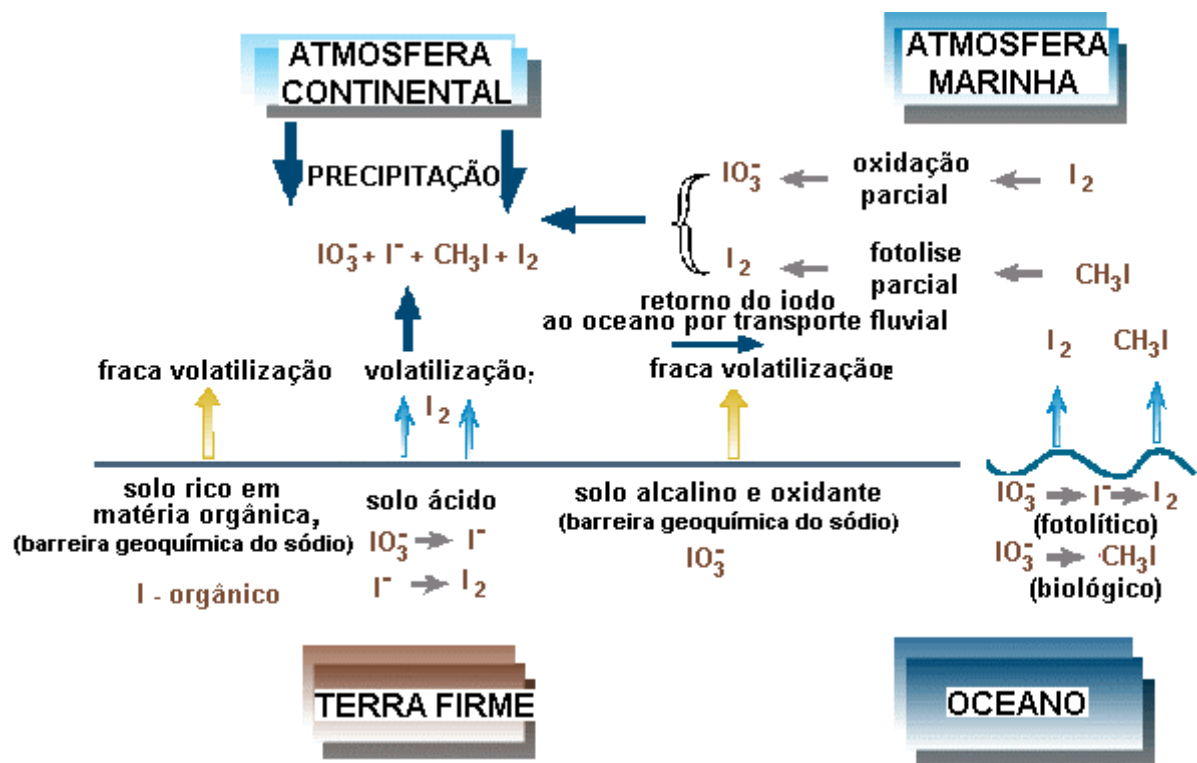 ATMOSFERA
CONTINENTAL
ATMOSFERA
MARINHA
PRECIPITAÇÃO
IO₃⁻ + I⁻ + CH₃I + I₂
IO₃⁻ ← oxidação
parcial ← I₂
I₂ ← fotolise
parcial ← CH₃I
retorno do iodo
ao oceano por transporte fluvial
fraca volatilização
volatilização;
I₂
fraca volatilização
I₂ CH₃I
solo rico em
matéria orgânica,
(barreira geoquímica do sódio)
I - orgânico
solo ácido
IO₃⁻ → I⁻
I⁻ → I₂
solo alcalino e oxidante
(barreira geoquímica do sódio)
IO₃⁻
IO₃⁻ → I⁻ → I₂
(fotolítico)
IO₃⁻ → CH₃I
(biológico)
TERRA FIRME
OCEANO